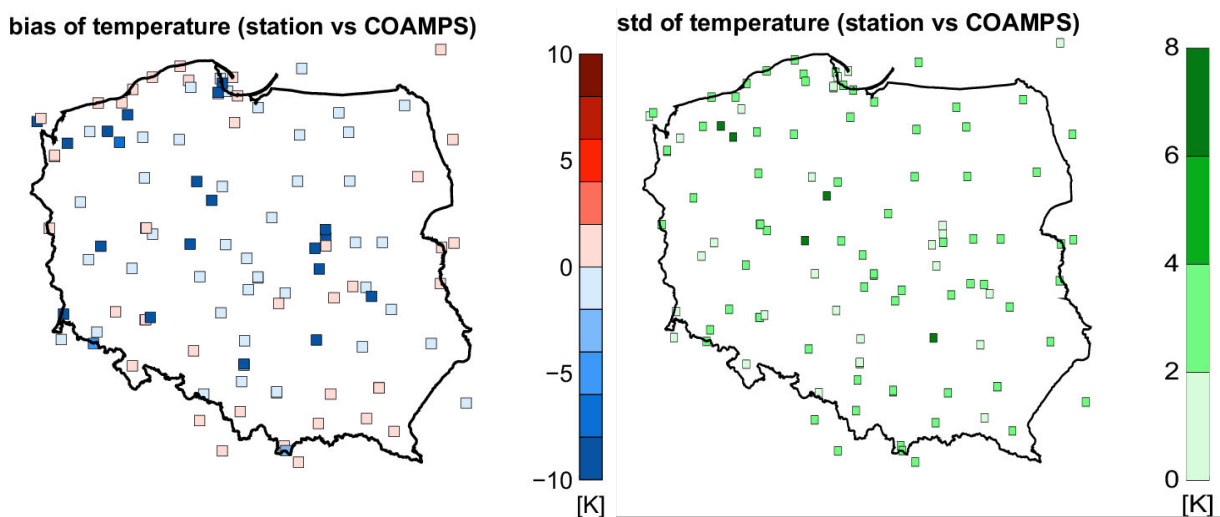 bias of temperature (station vs COAMPS)
10
5
0
−5
−10
[K]
std of temperature (station vs COAMPS)
8
6
4
2
0
[K]